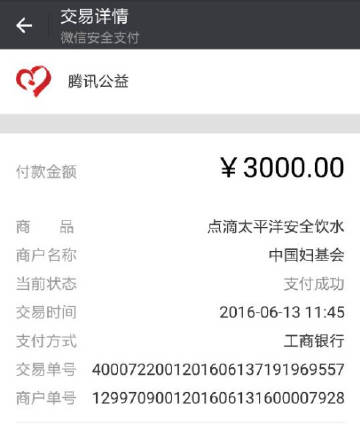 交易详情
微信安全支付
腾讯公益
付款金额 ¥3000.00
商 品 点滴太平洋安全饮水
商户名称 中国妇基会
当前状态 支付成功
交易时间 2016-06-13 11:45
支付方式 工商银行
交易单号 4000722001201606137191969557
商户单号 1299709001201606131600007928